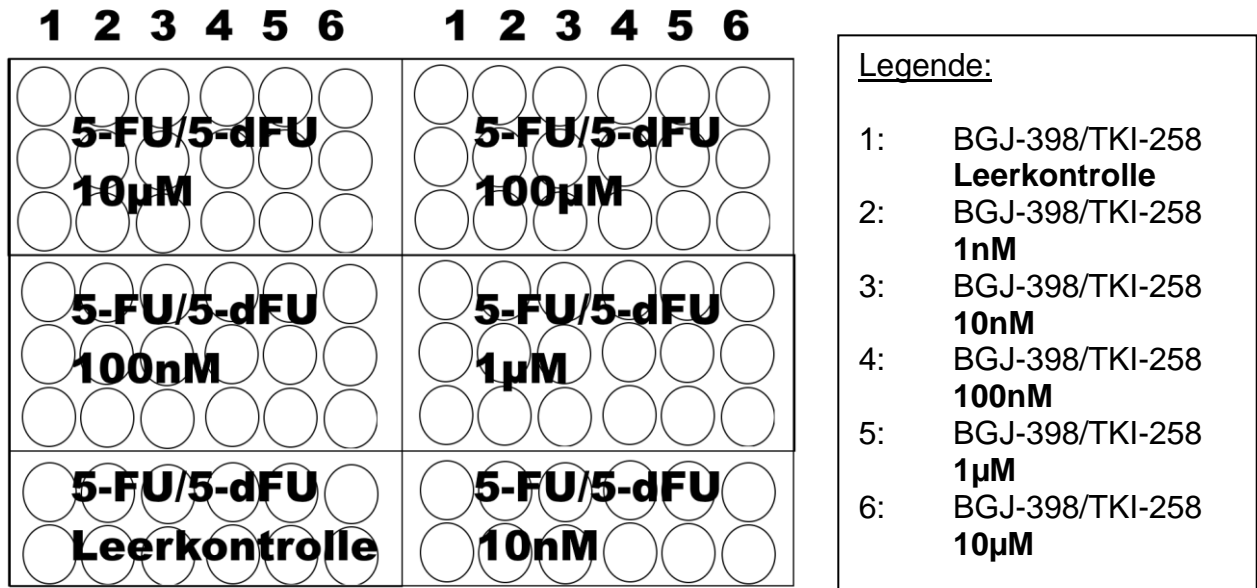 1 2 3 4 5 6
1 2 3 4 5 6
5-FU/5-dFU
10µM
5-FU/5-dFU
100µM
5-FU/5-dFU
100nM
5-FU/5-dFU
1µM
5-FU/5-dFU
Leerkontrolle
5-FU/5-dFU
10nM
Legende:
1: BGJ-398/TKI-258
Leerkontrolle
2: BGJ-398/TKI-258
1nM
3: BGJ-398/TKI-258
10nM
4: BGJ-398/TKI-258
100nM
5: BGJ-398/TKI-258
1µM
6: BGJ-398/TKI-258
10µM